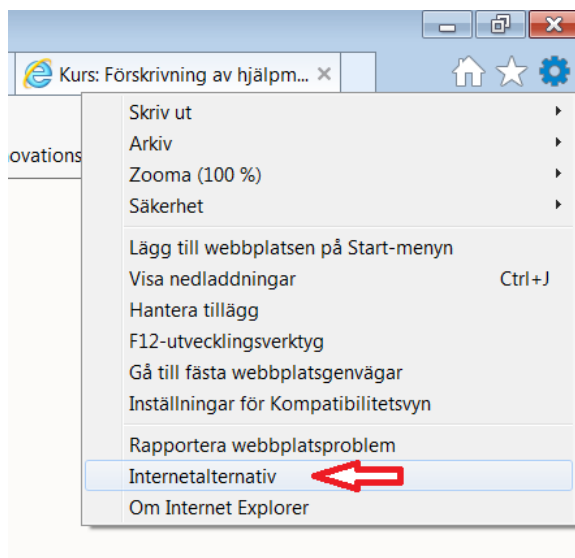 Kurs: Förskrivning av hjälpm...
ovations
Skriv ut
Arkiv
Zooma (100 %)
Säkerhet
Lägg till webbplatsen på Start-menyn
Visa nedladdningar Ctrl+J
Hantera tillägg
F12-utvecklingsverktyg
Gå till fästa webbplatsgenvägar
Inställningar för Kompatibilitetsvyn
Rapportera webbplatsproblem
Internetalternativ
Om Internet Explorer